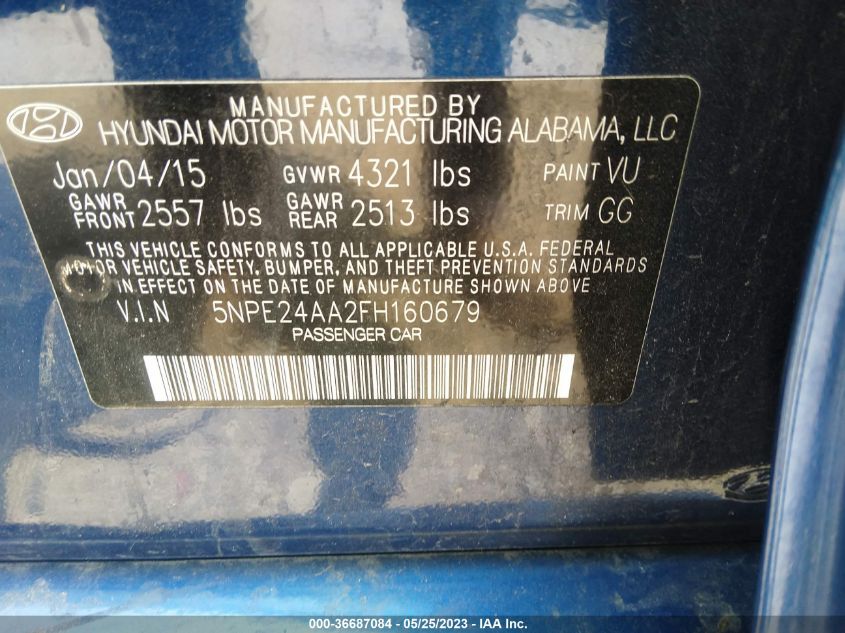 MANUFACTURED BY
HYUNDAI MOTOR MANUFACTURING ALABAMA, LLC
Jan/04/15 GVWR 4321 lbs PAINT VU
GAWR FRONT 2557 lbs GAWR REAR 2513 lbs TRIM GG
THIS VEHICLE CONFORMS TO ALL APPLICABLE U.S.A. FEDERAL
MOTOR VEHICLE SAFETY, BUMPER, AND THEFT PREVENTION STANDARDS
IN EFFECT ON THE DATE OF MANUFACTURE SHOWN ABOVE.
V.I.N 5NPE24AA2FH160679
PASSENGER CAR
000-36687084 - 05/25/2023 - IAA Inc.